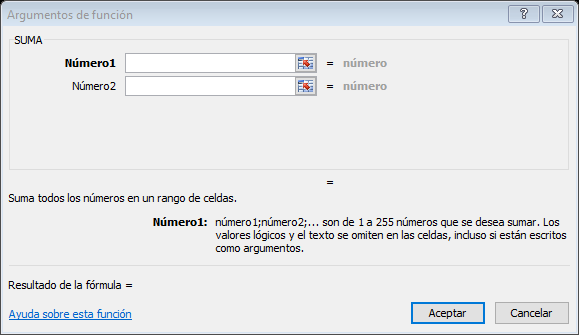 Argumentos de función
SUMA
Número1 = número
Número2 = número
=
Suma todos los números en un rango de celdas.
Número1: número1;número2;... son de 1 a 255 números que se desea sumar. Los
valores lógicos y el texto se omiten en las celdas, incluso si están escritos
como argumentos.
Resultado de la fórmula =
Ayuda sobre esta función
Aceptar
Cancelar